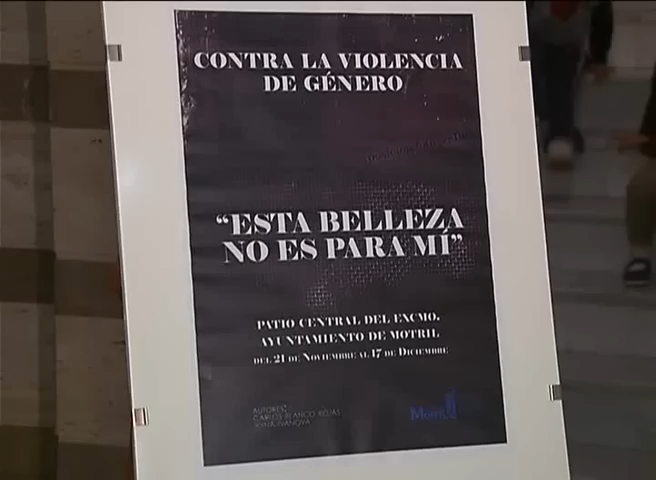 CONTRA LA VIOLENCIA
DE GÉNERO
“ESTA BELLEZA
NO ES PARA MÍ”
PATIO CENTRAL DEL EXCMO.
AYUNTAMIENTO DE MOTRIL
DEL 21 DE NOVIEMBRE AL 17 DE DICIEMBRE
AUTORES:
CARLOS BLANCO ROJAS
Motril